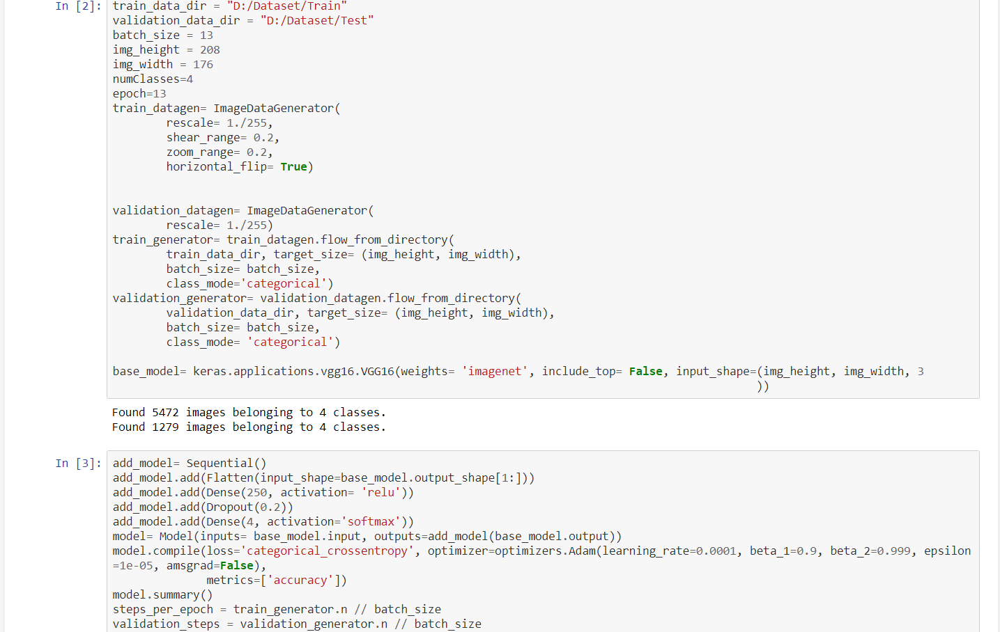 In [2]: train_data_dir = "D:/Dataset/Train"
validation_data_dir = "D:/Dataset/Test"
batch_size = 13
img_height = 208
img_width = 176
numClasses=4
epoch=13
train_datagen= ImageDataGenerator(
        rescale= 1./255,
        shear_range= 0.2,
        zoom_range= 0.2,
        horizontal_flip= True)
validation_datagen= ImageDataGenerator(
        rescale= 1./255)
train_generator= train_datagen.flow_from_directory(
        train_data_dir, target_size= (img_height, img_width),
        batch_size= batch_size,
        class_mode='categorical')
validation_generator= validation_datagen.flow_from_directory(
        validation_data_dir, target_size= (img_height, img_width),
        batch_size= batch_size,
        class_mode= 'categorical')
base_model= keras.applications.vgg16.VGG16(weights= 'imagenet', include_top= False, input_shape=(img_height, img_width, 3
))
Found 5472 images belonging to 4 classes.
Found 1279 images belonging to 4 classes.
In [3]: add_model= Sequential()
add_model.add(Flatten(input_shape=base_model.output_shape[1:]))
add_model.add(Dense(250, activation= 'relu'))
add_model.add(Dropout(0.2))
add_model.add(Dense(4, activation='softmax'))
model= Model(inputs= base_model.input, outputs=add_model(base_model.output))
model.compile(loss='categorical_crossentropy', optimizer=optimizers.Adam(learning_rate=0.0001, beta_1=0.9, beta_2=0.999, epsilon
=1e-05, amsgrad=False),
              metrics=['accuracy'])
model.summary()
steps_per_epoch = train_generator.n // batch_size
validation_steps = validation_generator.n // batch_size